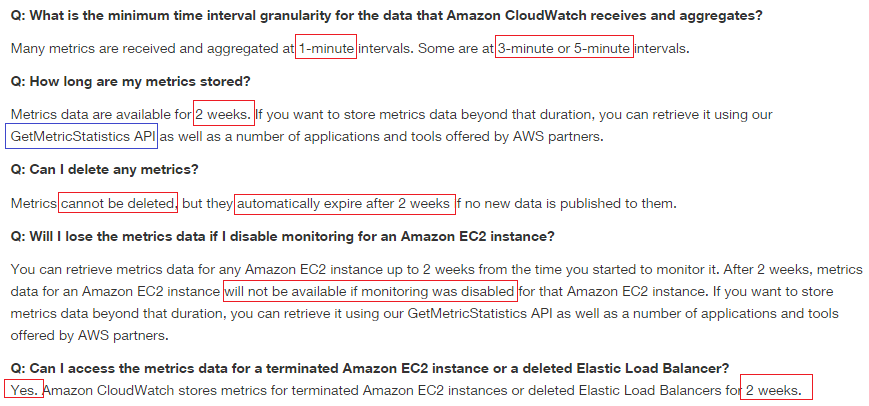 Q: What is the minimum time interval granularity for the data that Amazon CloudWatch receives and aggregates?
Many metrics are received and aggregated at 1-minute intervals. Some are at 3-minute or 5-minute intervals.
Q: How long are my metrics stored?
Metrics data are available for 2 weeks. If you want to store metrics data beyond that duration, you can retrieve it using our
GetMetricStatistics API as well as a number of applications and tools offered by AWS partners.
Q: Can I delete any metrics?
Metrics cannot be deleted, but they automatically expire after 2 weeks if no new data is published to them.
Q: Will I lose the metrics data if I disable monitoring for an Amazon EC2 instance?
You can retrieve metrics data for any Amazon EC2 instance up to 2 weeks from the time you started to monitor it. After 2 weeks, metrics
data for an Amazon EC2 instance will not be available if monitoring was disabled for that Amazon EC2 instance. If you want to store
metrics data beyond that duration, you can retrieve it using our GetMetricStatistics API as well as a number of applications and tools
offered by AWS partners.
Q: Can I access the metrics data for a terminated Amazon EC2 instance or a deleted Elastic Load Balancer?
Yes. Amazon CloudWatch stores metrics for terminated Amazon EC2 instances or deleted Elastic Load Balancers for 2 weeks.